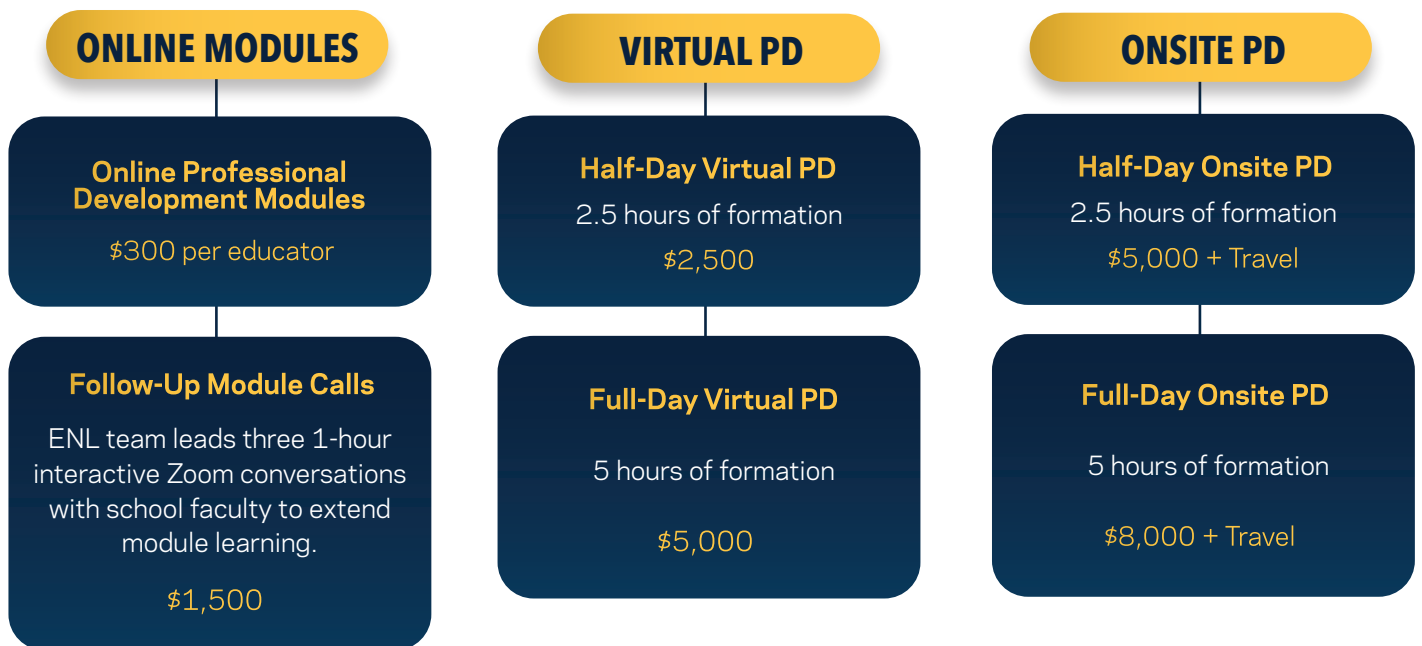 ONLINE MODULES
Online Professional
Development Modules
$300 per educator
Follow-Up Module Calls
ENL team leads three 1-hour
interactive Zoom conversations
with school faculty to extend
module learning.
$1,500
VIRTUAL PD
Half-Day Virtual PD
2.5 hours of formation
$2,500
Full-Day Virtual PD
5 hours of formation
$5,000
ONSITE PD
Half-Day Onsite PD
2.5 hours of formation
$5,000 + Travel
Full-Day Onsite PD
5 hours of formation
$8,000 + Travel